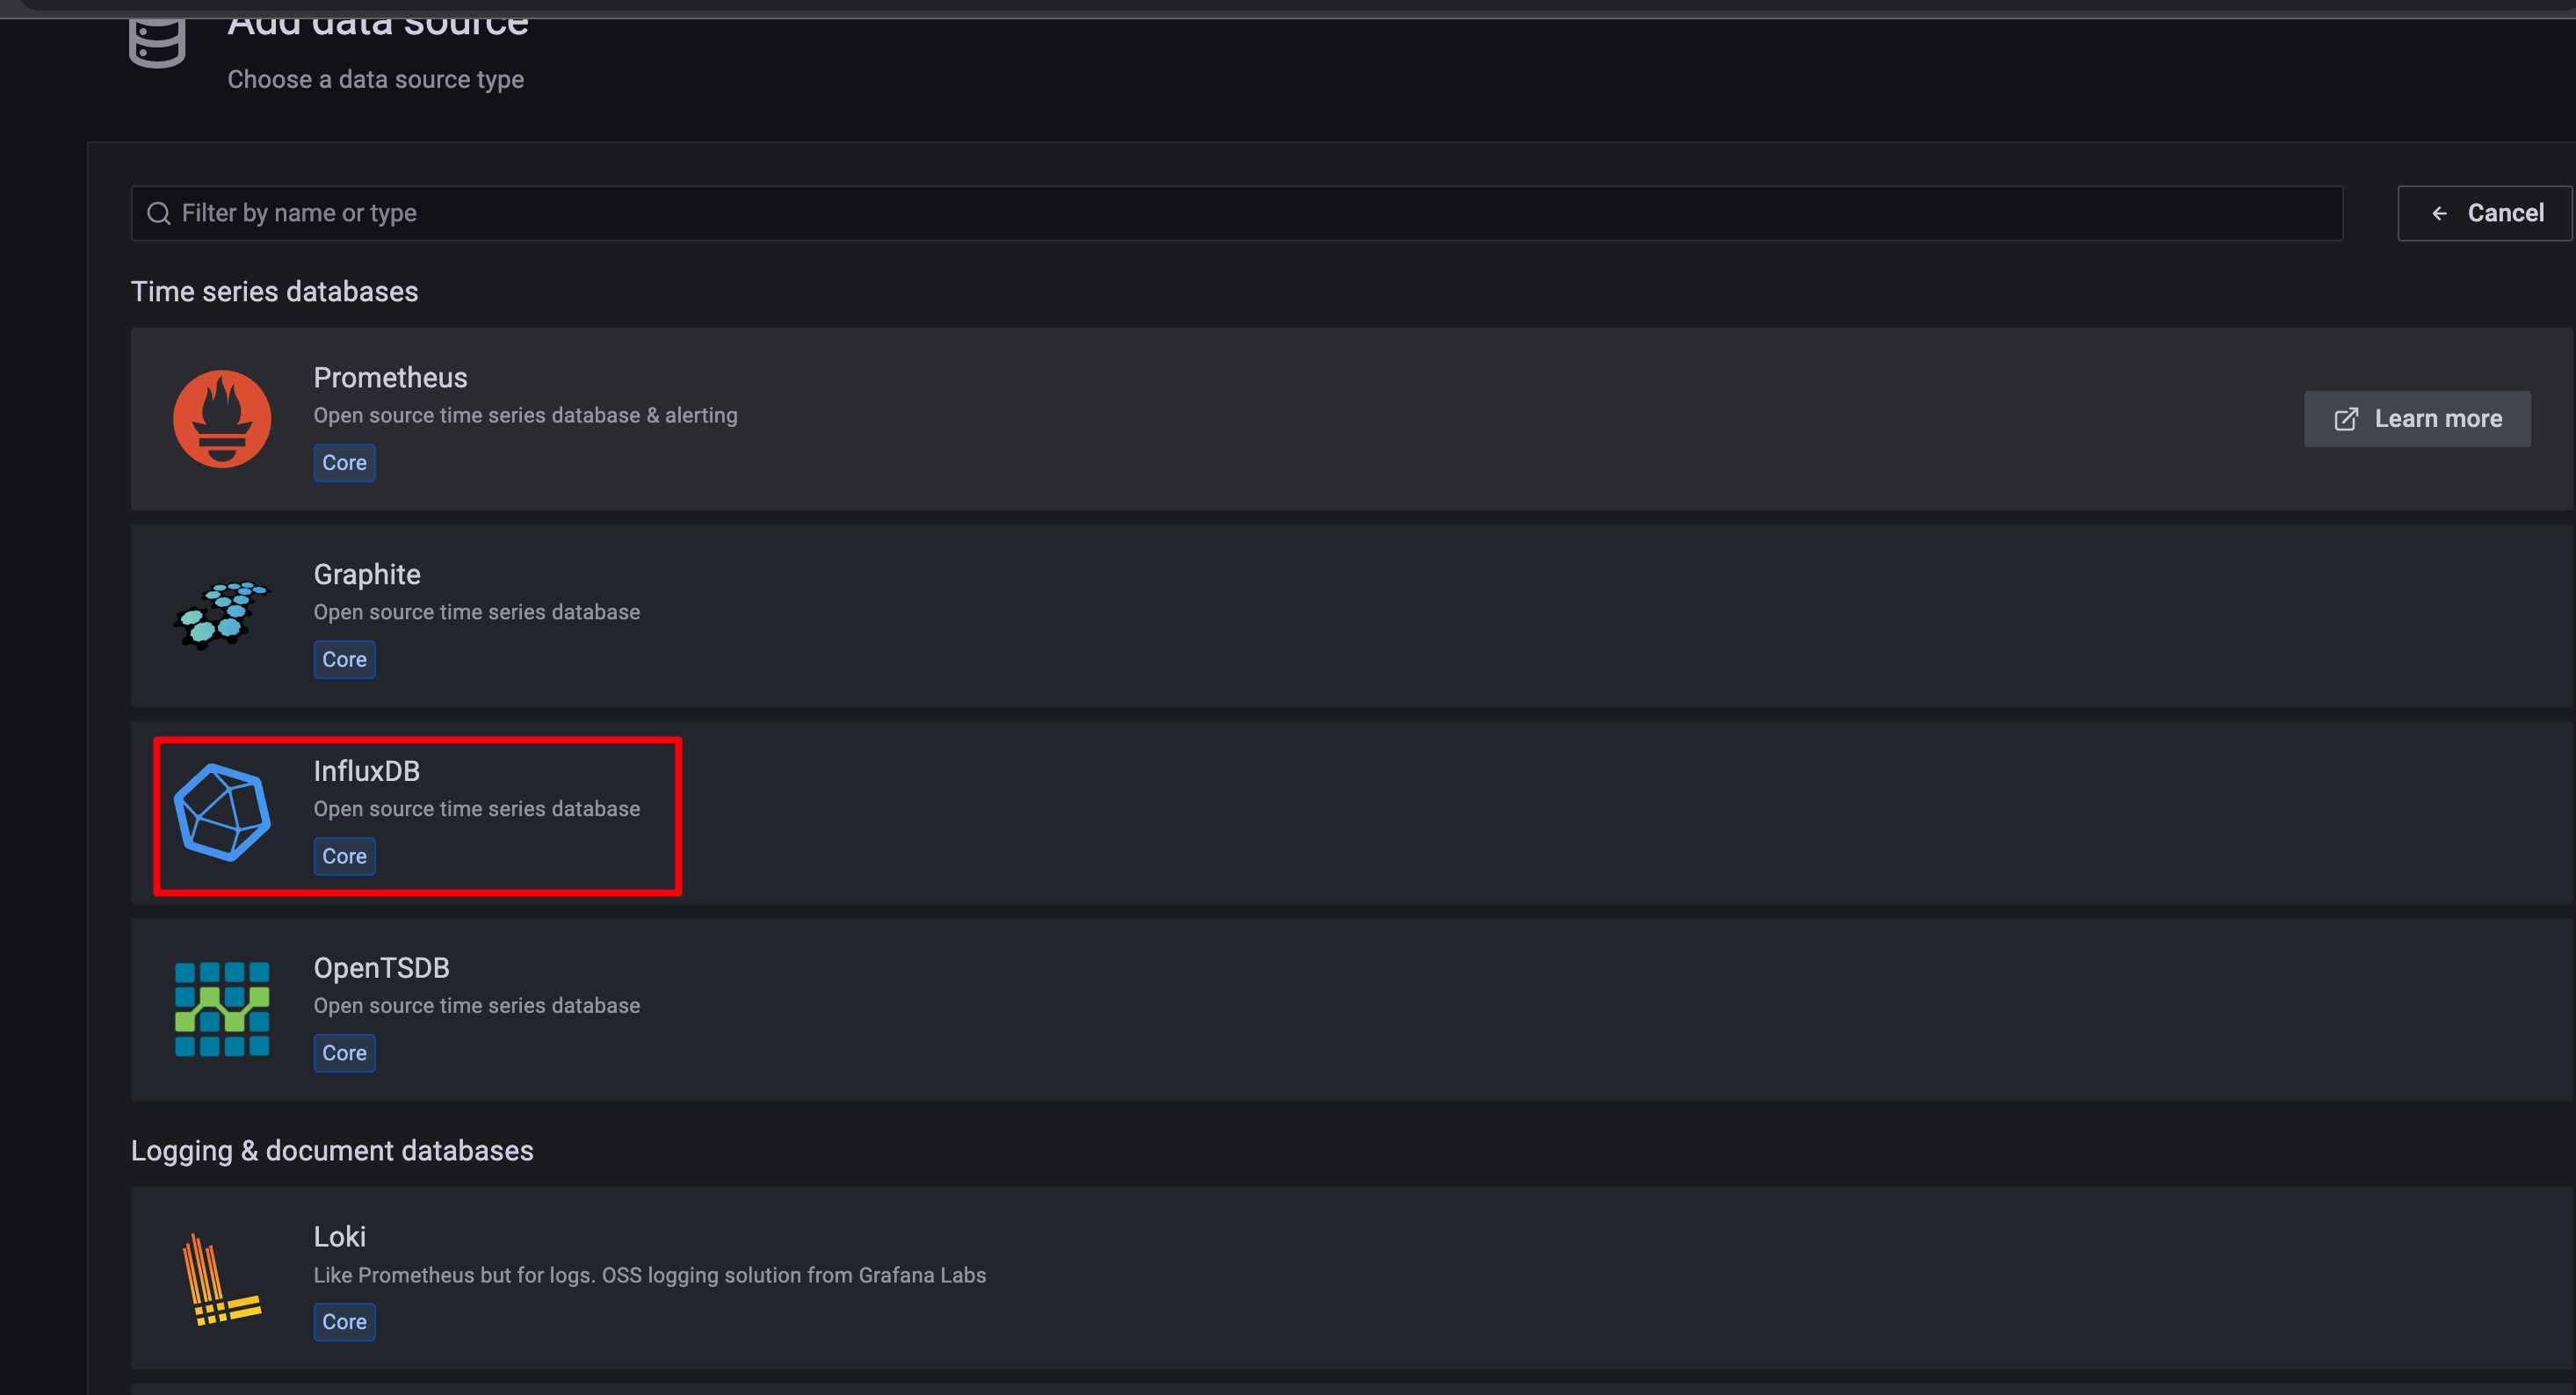 Add data source
Choose a data source type
Filter by name or type
Cancel
Time series databases
Prometheus
Open source time series database & alerting
Core
Learn more
Graphite
Open source time series database
Core
InfluxDB
Open source time series database
Core
OpenTSDB
Open source time series database
Core
Logging & document databases
Loki
Like Prometheus but for logs. OSS logging solution from Grafana Labs
Core